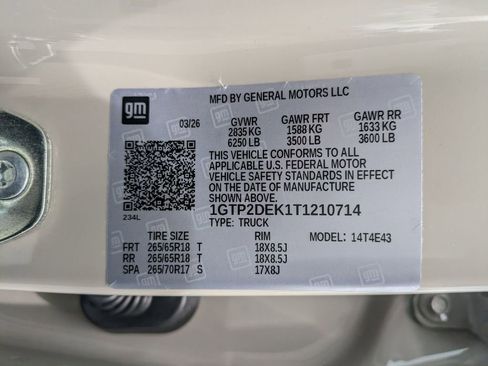 gm
MFD BY GENERAL MOTORS LLC
03/26 GVWR GAWR FRT GAWR RR
2835 KG 1588 KG 1633 KG
6250 LB 3500 LB 3600 LB
THIS VEHICLE CONFORMS TO ALL
APPLICABLE U.S. FEDERAL MOTOR
VEHICLE SAFETY STANDARDS IN EFFECT
ON THE DATE OF MANUFACTURE
SHOWN ABOVE.
1GTP2DEK1T1210714
234L TYPE: TRUCK
TIRE SIZE RIM MODEL: 14T4E43
FRT 265/65R18 T 18X8.5J
RR 265/65R18 T 18X8.5J
SPA 265/70R17 S 17X8J